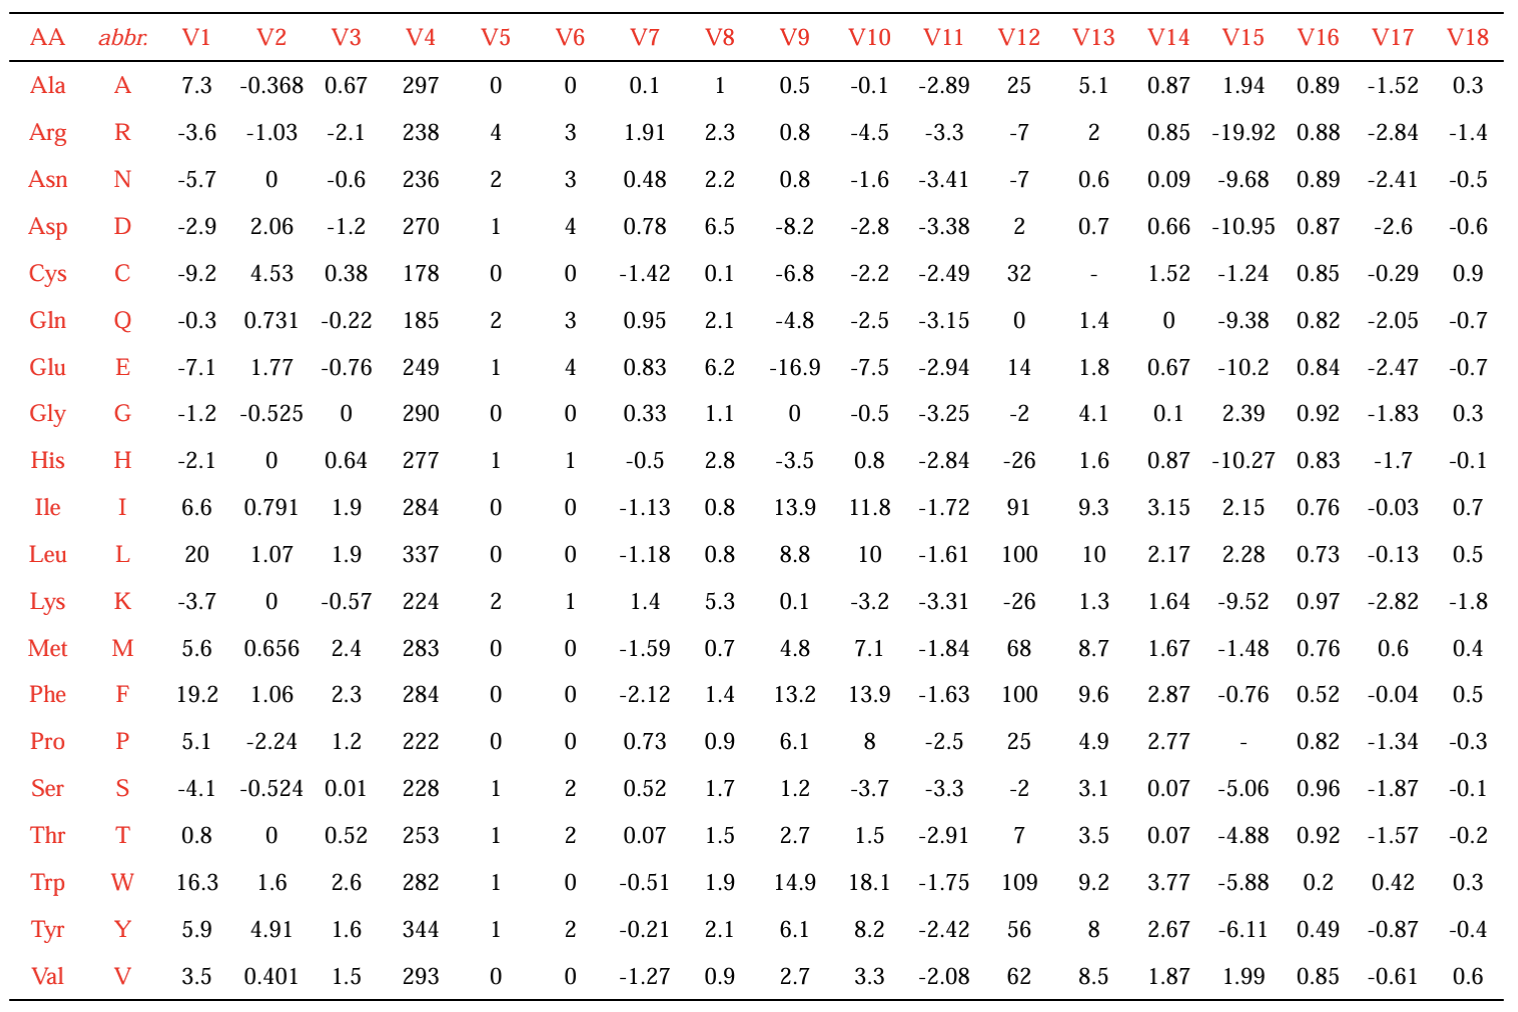 AA abbr. V1 V2 V3 V4 V5 V6 V7 V8 V9 V10 V11 V12 V13 V14 V15 V16 V17 V18
Ala A 7.3 -0.368 0.67 297 0 0 0.1 1 0.5 -0.1 -2.89 25 5.1 0.87 1.94 0.89 -1.52 0.3
Arg R -3.6 -1.03 -2.1 238 4 3 1.91 2.3 0.8 -4.5 -3.3 -7 2 0.85 -19.92 0.88 -2.84 -1.4
Asn N -5.7 0 -0.6 236 2 3 0.48 2.2 0.8 -1.6 -3.41 -7 0.6 0.09 -9.68 0.89 -2.41 -0.5
Asp D -2.9 2.06 -1.2 270 1 4 0.78 6.5 -8.2 -2.8 -3.38 2 0.7 0.66 -10.95 0.87 -2.6 -0.6
Cys C -9.2 4.53 0.38 178 0 0 -1.42 0.1 -6.8 -2.2 -2.49 32 - 1.52 -1.24 0.85 -0.29 0.9
Gln Q -0.3 0.731 -0.22 185 2 3 0.95 2.1 -4.8 -2.5 -3.15 0 1.4 0 -9.38 0.82 -2.05 -0.7
Glu E -7.1 1.77 -0.76 249 1 4 0.83 6.2 -16.9 -7.5 -2.94 14 1.8 0.67 -10.2 0.84 -2.47 -0.7
Gly G -1.2 -0.525 0 290 0 0 0.33 1.1 0 -0.5 -3.25 -2 4.1 0.1 2.39 0.92 -1.83 0.3
His H -2.1 0 0.64 277 1 1 -0.5 2.8 -3.5 0.8 -2.84 -26 1.6 0.87 -10.27 0.83 -1.7 -0.1
Ile I 6.6 0.791 1.9 284 0 0 -1.13 0.8 13.9 11.8 -1.72 91 9.3 3.15 2.15 0.76 -0.03 0.7
Leu L 20 1.07 1.9 337 0 0 -1.18 0.8 8.8 10 -1.61 100 10 2.17 2.28 0.73 -0.13 0.5
Lys K -3.7 0 -0.57 224 2 1 1.4 5.3 0.1 -3.2 -3.31 -26 1.3 1.64 -9.52 0.97 -2.82 -1.8
Met M 5.6 0.656 2.4 283 0 0 -1.59 0.7 4.8 7.1 -1.84 68 8.7 1.67 -1.48 0.76 0.6 0.4
Phe F 19.2 1.06 2.3 284 0 0 -2.12 1.4 13.2 13.9 -1.63 100 9.6 2.87 -0.76 0.52 -0.04 0.5
Pro P 5.1 -2.24 1.2 222 0 0 0.73 0.9 6.1 8 -2.5 25 4.9 2.77 - 0.82 -1.34 -0.3
Ser S -4.1 -0.524 0.01 228 1 2 0.52 1.7 1.2 -3.7 -3.3 -2 3.1 0.07 -5.06 0.96 -1.87 -0.1
Thr T 0.8 0 0.52 253 1 2 0.07 1.5 2.7 1.5 -2.91 7 3.5 0.07 -4.88 0.92 -1.57 -0.2
Trp W 16.3 1.6 2.6 282 1 0 -0.51 1.9 14.9 18.1 -1.75 109 9.2 3.77 -5.88 0.2 0.42 0.3
Tyr Y 5.9 4.91 1.6 344 1 2 -0.21 2.1 6.1 8.2 -2.42 56 8 2.67 -6.11 0.49 -0.87 -0.4
Val V 3.5 0.401 1.5 293 0 0 -1.27 0.9 2.7 3.3 -2.08 62 8.5 1.87 1.99 0.85 -0.61 0.6